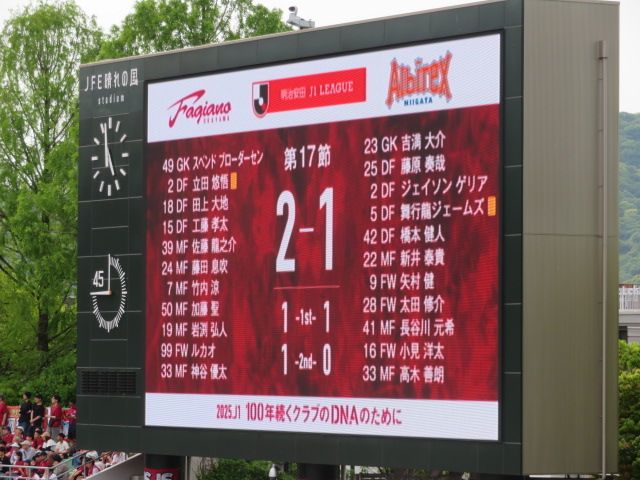 JFE晴れの国
stadium
Fagiano
OKAYAMA
明治安田 J1 LEAGUE
AlbireX
NIIGATA
第17節
2-1
1 -1st- 1
1 -2nd- 0
49 GK スベンド ブローダーセン
2 DF 立田 悠悟
18 DF 田上 大地
15 DF 工藤 孝太
39 MF 佐藤 龍之介
24 MF 藤田 息吹
7 MF 竹内 涼
50 MF 加藤 聖
19 MF 岩渕 弘人
99 FW ルカオ
33 MF 神谷 優太
23 GK 吉満 大介
25 DF 藤原 奏哉
2 DF ジェイソン ゲリア
5 DF 舞行龍ジェームズ
42 DF 橋本 健人
22 MF 新井 泰貴
9 FW 矢村 健
28 FW 太田 修介
41 MF 長谷川 元希
16 FW 小見 洋太
33 MF 高木 善朗
45
2025.J1 100年続くクラブのDNAのために